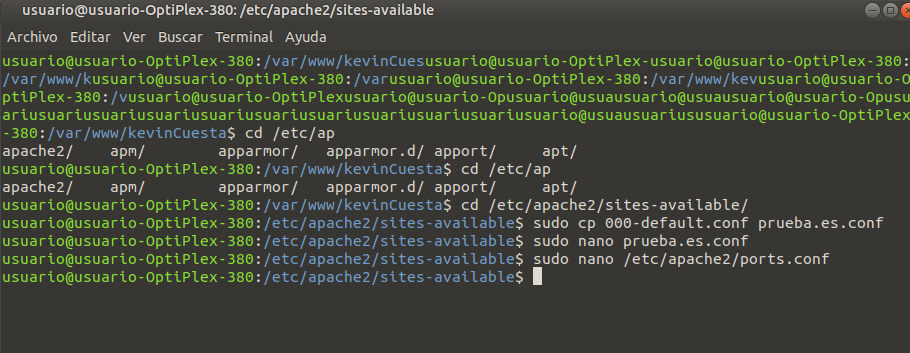 usuario@usuario-OptiPlex-380: /etc/apache2/sites-available
Archivo Editar Ver Buscar Terminal Ayuda
usuario@usuario-OptiPlex-380:/var/www/kevinCuesusuario@usuario-OptiPlex-usuario@usuario-OptiPlex-380:
/var/www/kusuario@usuario-OptiPlex-380:/varusuario@usuario-OptiPlex-380:/var/www/kevusuario@usuario-O
ptiPlex-380:/vusuario@usuario-OptiPlexusuario@usuario-Opusuario@usuausuario@usuausuario@usuario-Opusu
ariusuariusuariusuariusuariusuariusuariusuariusuario@usuario@usuausuariusuario@usuario-OptiPlex
-380:/var/www/kevinCuesta$ cd /etc/ap
apache2/ apm/ apparmor/ apparmor.d/ apport/ apt/
usuario@usuario-OptiPlex-380:/var/www/kevinCuesta$ cd /etc/ap
apache2/ apm/ apparmor/ apparmor.d/ apport/ apt/
usuario@usuario-OptiPlex-380:/var/www/kevinCuesta$ cd /etc/apache2/sites-available/
usuario@usuario-OptiPlex-380:/etc/apache2/sites-available$ sudo cp 000-default.conf prueba.es.conf
usuario@usuario-OptiPlex-380:/etc/apache2/sites-available$ sudo nano prueba.es.conf
usuario@usuario-OptiPlex-380:/etc/apache2/sites-available$ sudo nano /etc/apache2/ports.conf
usuario@usuario-OptiPlex-380:/etc/apache2/sites-available$